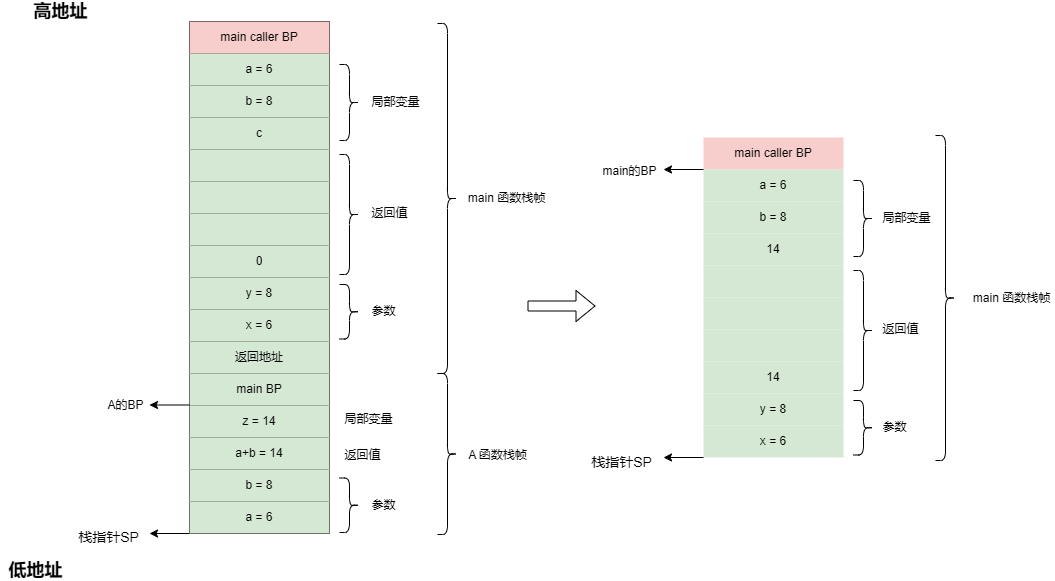 高地址
main caller BP
a = 6
b = 8
c
局部变量
返回值
0
y = 8
x = 6
参数
返回地址
main 函数栈帧
main BP
A的BP
z = 14
局部变量
a+b = 14
返回值
b = 8
a = 6
参数
A 函数栈帧
栈指针SP
低地址
main caller BP
main的BP
a = 6
b = 8
14
局部变量
返回值
14
y = 8
x = 6
参数
main 函数栈帧
栈指针SP